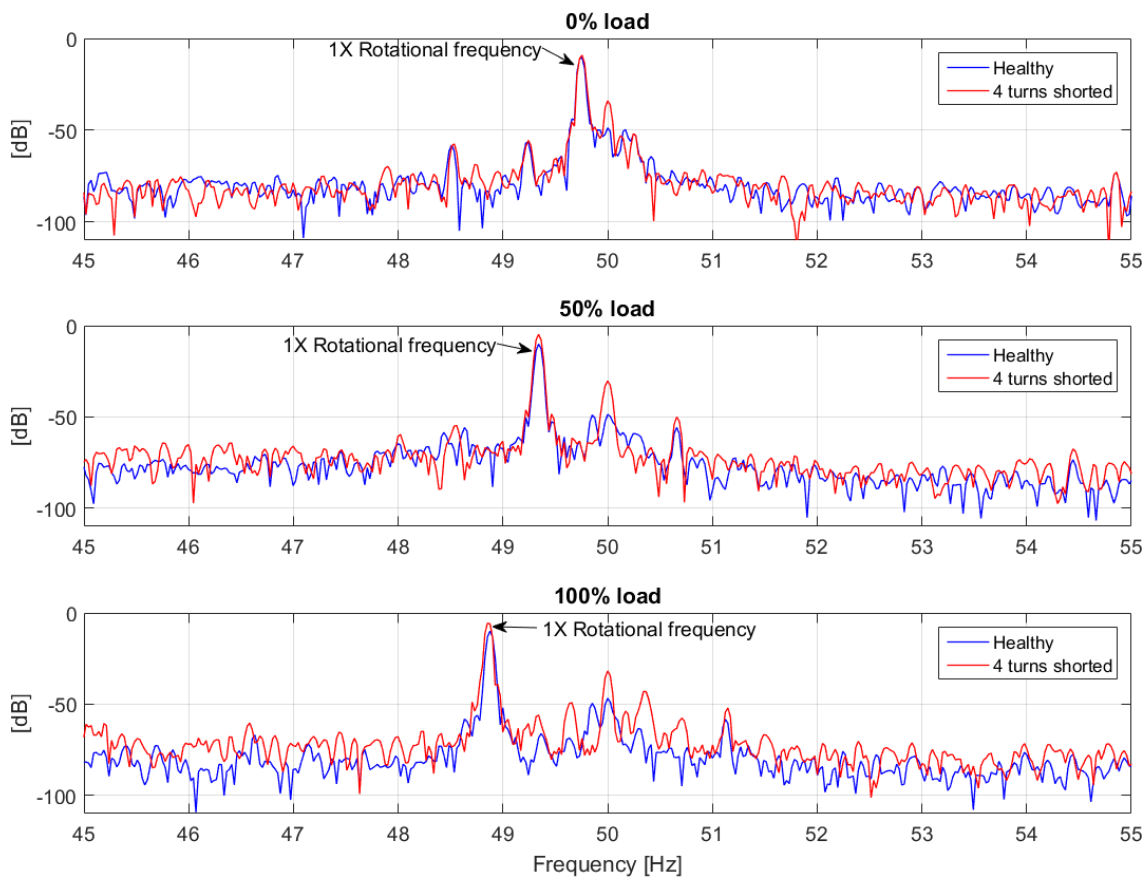 0% load
0
1X Rotational frequency
Healthy
4 turns shorted
-50
[dB]
-100
45 46 47 48 49 50 51 52 53 54 55
50% load
0
1X Rotational frequency
Healthy
4 turns shorted
-50
[dB]
-100
45 46 47 48 49 50 51 52 53 54 55
100% load
0
1X Rotational frequency
Healthy
4 turns shorted
-50
[dB]
-100
45 46 47 48 49 50 51 52 53 54 55
Frequency [Hz]